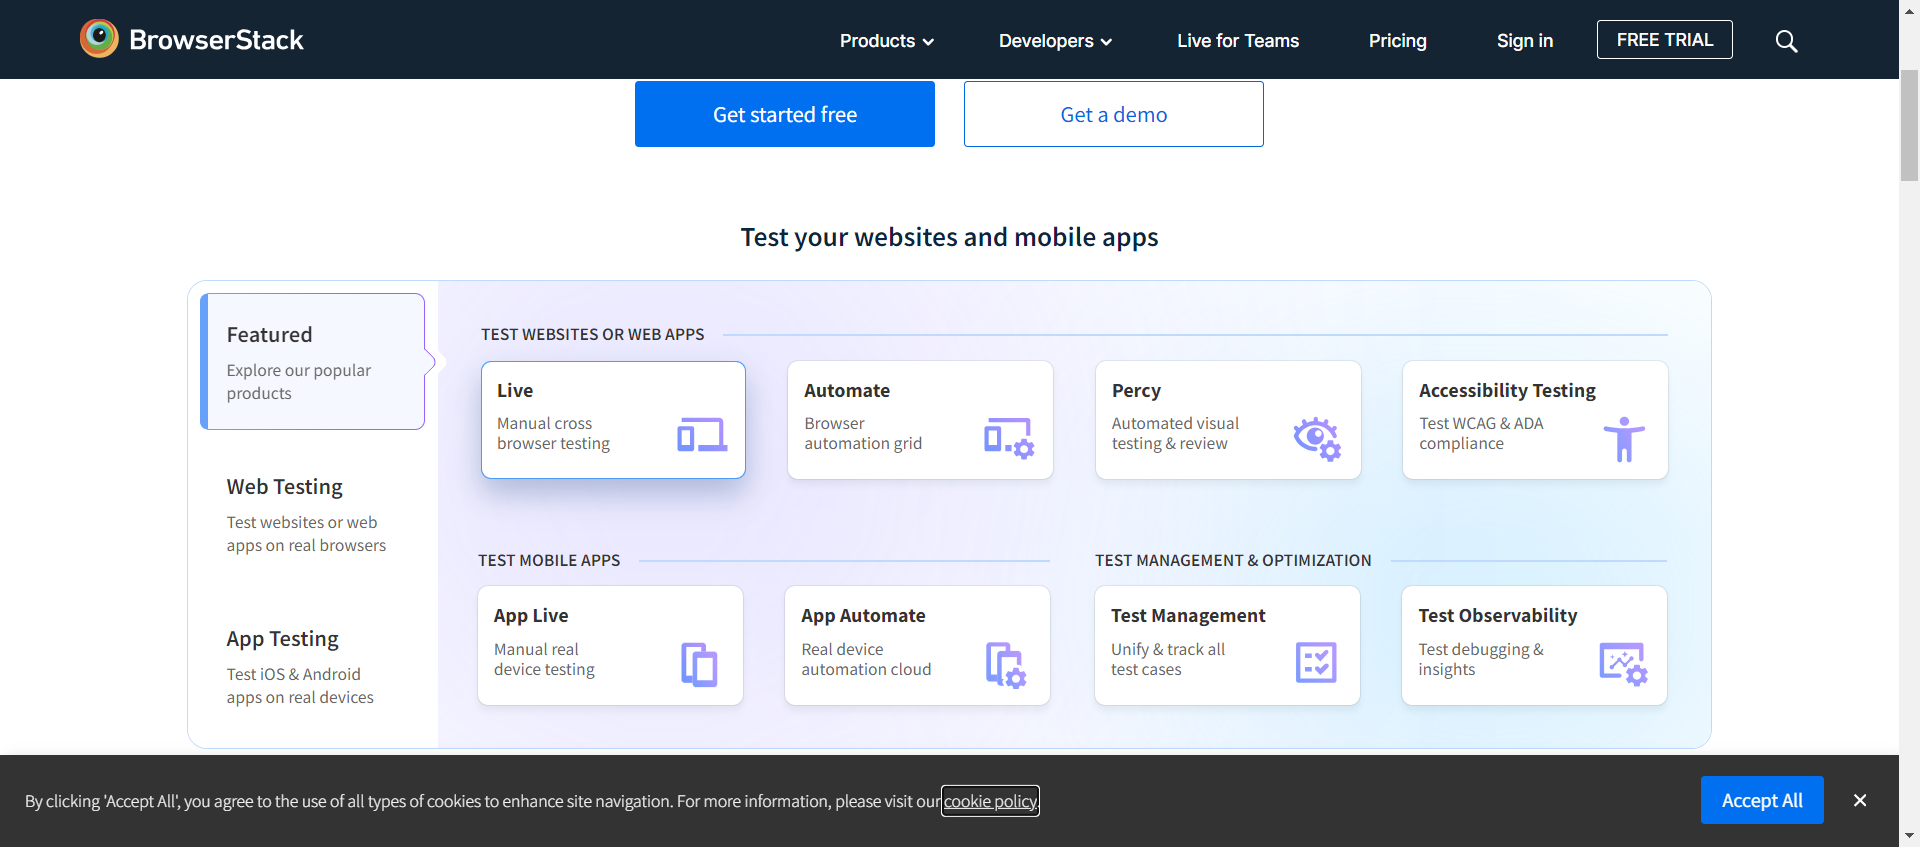 BrowserStack
Products
Developers
Live for Teams
Pricing
Sign in
FREE TRIAL
Get started free
Get a demo
Test your websites and mobile apps
Featured
Explore our popular
products
Web Testing
Test websites or web
apps on real browsers
App Testing
Test iOS & Android
apps on real devices
TEST WEBSITES OR WEB APPS
Live
Manual cross
browser testing
Automate
Browser
automation grid
Percy
Automated visual
testing & review
Accessibility Testing
Test WCAG & ADA
compliance
TEST MOBILE APPS
App Live
Manual real
device testing
App Automate
Real device
automation cloud
TEST MANAGEMENT & OPTIMIZATION
Test Management
Unify & track all
test cases
Test Observability
Test debugging &
insights
By clicking 'Accept All', you agree to the use of all types of cookies to enhance site navigation. For more information, please visit our cookie policy.
Accept All